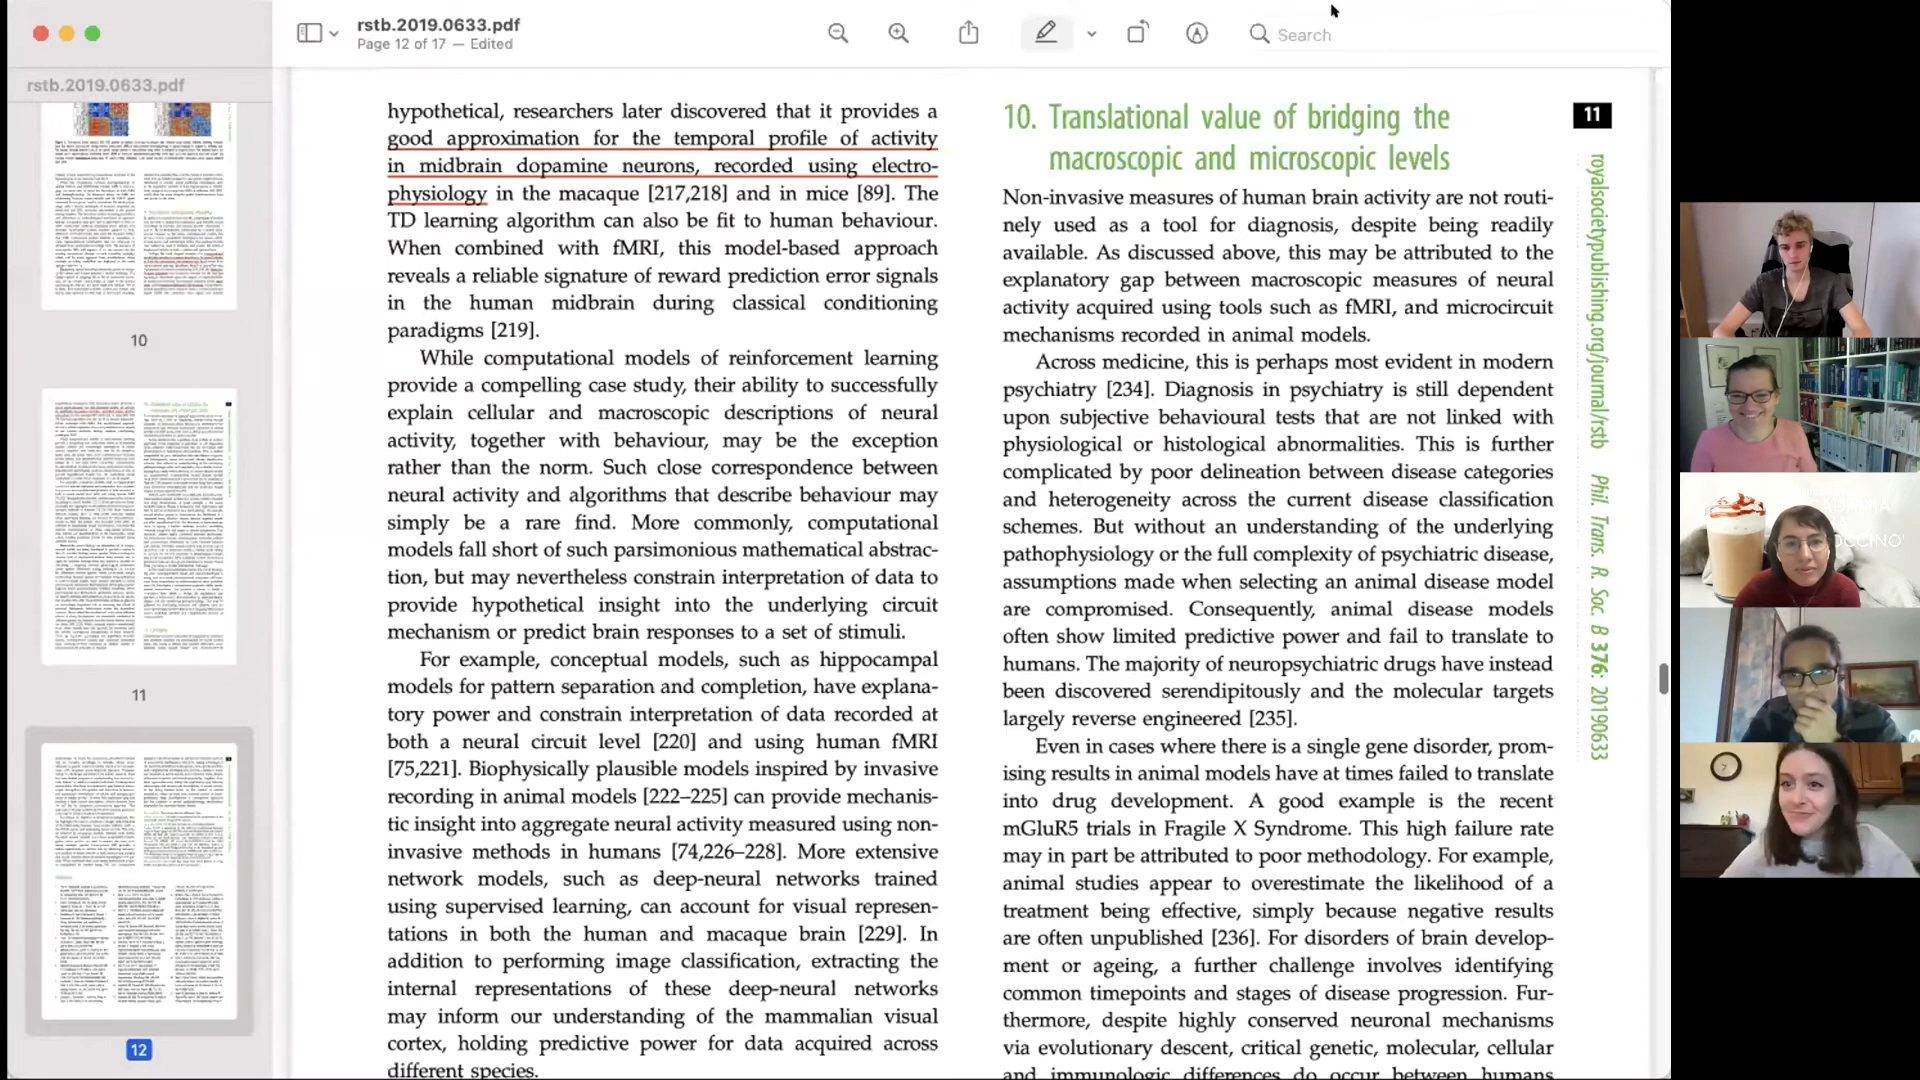 rstb.2019.0633.pdf
Page 12 of 17 — Edited
Search
rstb.2019.0633.pdf
10
11
12
hypothetical, researchers later discovered that it provides a
good approximation for the temporal profile of activity
in midbrain dopamine neurons, recorded using electro-
physiology in the macaque [217,218] and in mice [89]. The
TD learning algorithm can also be fit to human behaviour.
When combined with fMRI, this model-based approach
reveals a reliable signature of reward prediction error signals
in the human midbrain during classical conditioning
paradigms [219].
While computational models of reinforcement learning
provide a compelling case study, their ability to successfully
explain cellular and macroscopic descriptions of neural
activity, together with behaviour, may be the exception
rather than the norm. Such close correspondence between
neural activity and algorithms that describe behaviour may
simply be a rare find. More commonly, computational
models fall short of such parsimonious mathematical abstrac-
tion, but may nevertheless constrain interpretation of data to
provide hypothetical insight into the underlying circuit
mechanism or predict brain responses to a set of stimuli.
For example, conceptual models, such as hippocampal
models for pattern separation and completion, have explana-
tory power and constrain interpretation of data recorded at
both a neural circuit level [220] and using human fMRI
[75,221]. Biophysically plausible models inspired by invasive
recording in animal models [222–225] can provide mechanis-
tic insight into aggregate neural activity measured using non-
invasive methods in humans [74,226–228]. More extensive
network models, such as deep-neural networks trained
using supervised learning, can account for visual represen-
tations in both the human and macaque brain [229]. In
addition to performing image classification, extracting the
internal representations of these deep-neural networks
may inform our understanding of the mammalian visual
cortex, holding predictive power for data acquired across
different species.
10. Translational value of bridging the
macroscopic and microscopic levels
Non-invasive measures of human brain activity are not routi-
nely used as a tool for diagnosis, despite being readily
available. As discussed above, this may be attributed to the
explanatory gap between macroscopic measures of neural
activity acquired using tools such as fMRI, and microcircuit
mechanisms recorded in animal models.
Across medicine, this is perhaps most evident in modern
psychiatry [234]. Diagnosis in psychiatry is still dependent
upon subjective behavioural tests that are not linked with
physiological or histological abnormalities. This is further
complicated by poor delineation between disease categories
and heterogeneity across the current disease classification
schemes. But without an understanding of the underlying
pathophysiology or the full complexity of psychiatric disease,
assumptions made when selecting an animal disease model
are compromised. Consequently, animal disease models
often show limited predictive power and fail to translate to
humans. The majority of neuropsychiatric drugs have instead
been discovered serendipitously and the molecular targets
largely reverse engineered [235].
Even in cases where there is a single gene disorder, prom-
ising results in animal models have at times failed to translate
into drug development. A good example is the recent
mGluR5 trials in Fragile X Syndrome. This high failure rate
may in part be attributed to poor methodology. For example,
animal studies appear to overestimate the likelihood of a
treatment being effective, simply because negative results
are often unpublished [236]. For disorders of brain develop-
ment or ageing, a further challenge involves identifying
common timepoints and stages of disease progression. Fur-
thermore, despite highly conserved neuronal mechanisms
via evolutionary descent, critical genetic, molecular, cellular
and immunologic differences do occur between humans
11
royalsocietypublishing.org/journal/rstb Phil. Trans. R. Soc. B 376: 20190633